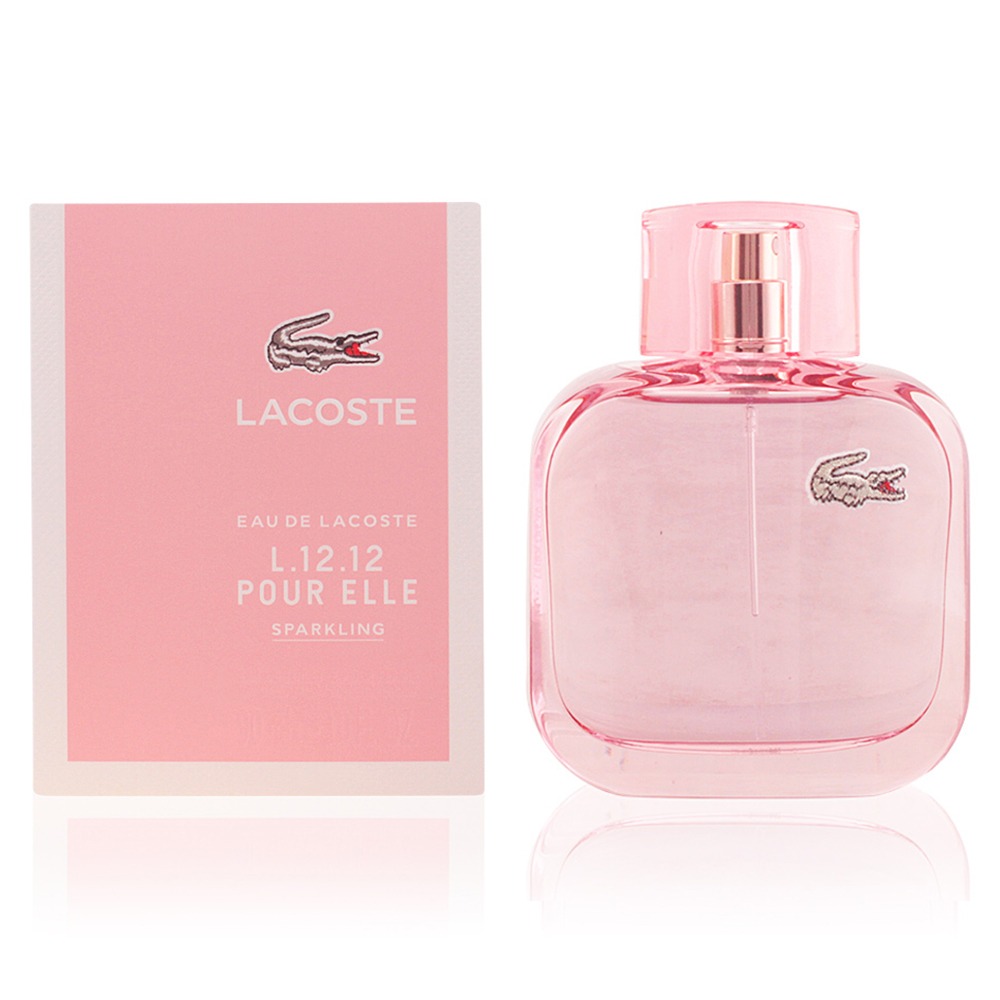 LACOSTE
EAU DE LACOSTE
L.12.12
POUR ELLE
SPARKLING